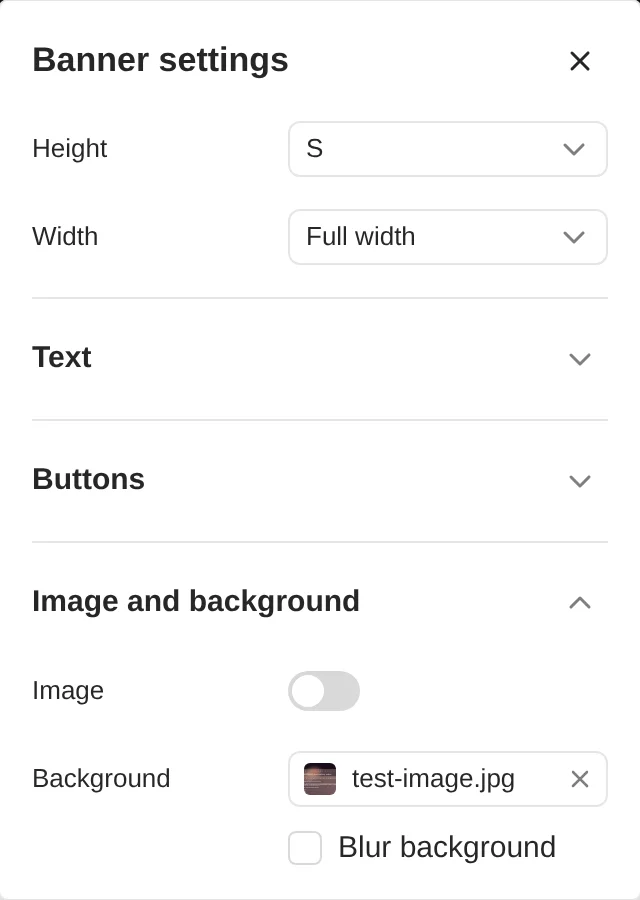 Banner settings
Height
S
Width
Full width
Text
Buttons
Image and background
Image
Background
test-image.jpg
Blur background